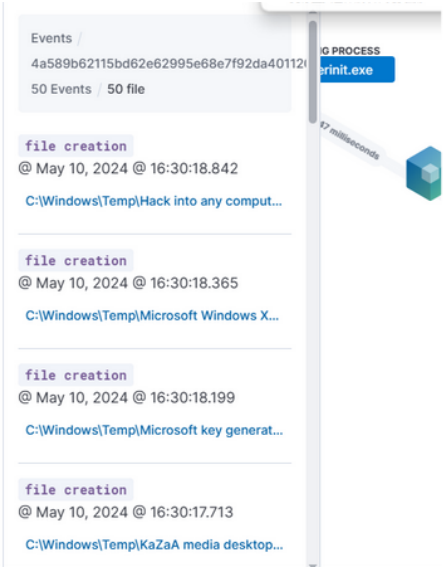 Events /
4a589b62115bd62e62995e68e7f92da401120
50 Events / 50 file
NG PROCESS
erinit.exe
47 milliseconds
file creation
@ May 10, 2024 @ 16:30:18.842
C:\Windows\Temp\Hack into any comput...
file creation
@ May 10, 2024 @ 16:30:18.365
C:\Windows\Temp\Microsoft Windows X...
file creation
@ May 10, 2024 @ 16:30:18.199
C:\Windows\Temp\Microsoft key generat...
file creation
@ May 10, 2024 @ 16:30:17.713
C:\Windows\Temp\KaZaA media desktop...